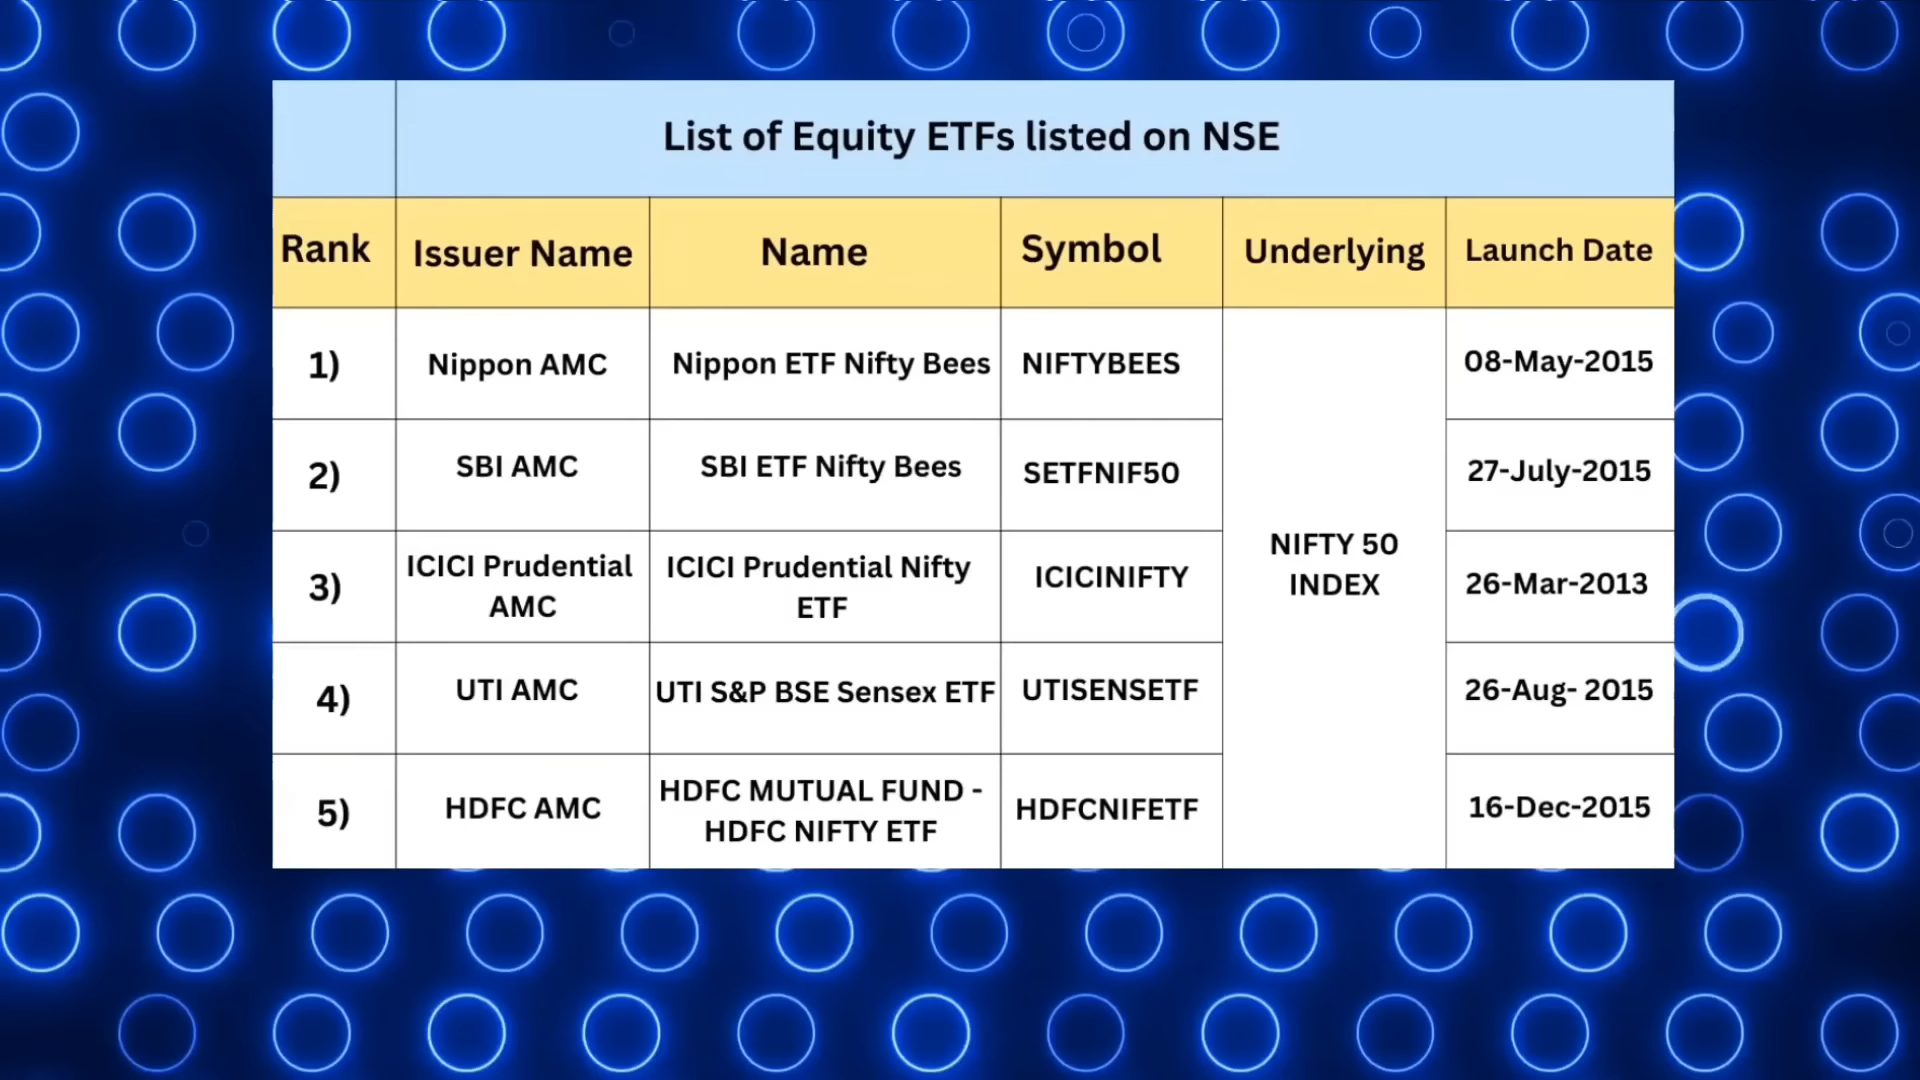 List of Equity ETFs listed on NSE
Rank Issuer Name Name Symbol Underlying Launch Date
1) Nippon AMC Nippon ETF Nifty Bees NIFTYBEES 08-May-2015
2) SBI AMC SBI ETF Nifty Bees SETFNIF50 27-July-2015
NIFTY 50
INDEX
3) ICICI Prudential
AMC
ICICI Prudential Nifty
ETF
ICICINIFTY 26-Mar-2013
4) UTI AMC UTI S&P BSE Sensex ETF UTISENSETF 26-Aug- 2015
5) HDFC AMC HDFC MUTUAL FUND -
HDFC NIFTY ETF
HDFCNIFETF 16-Dec-2015